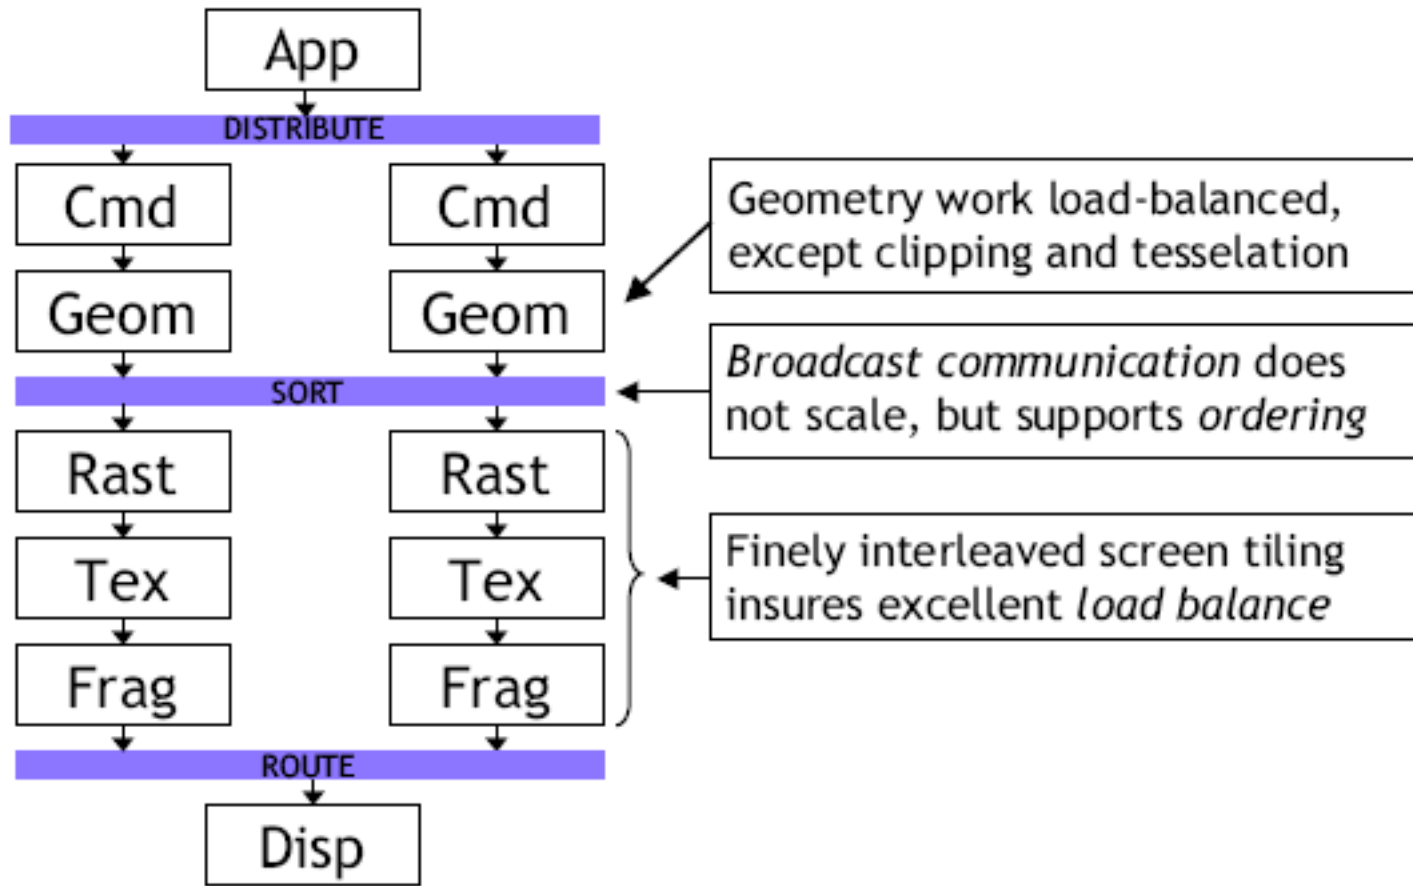 App
DISTRIBUTE
Cmd
Cmd
Geom
Geom
Geometry work load-balanced,
except clipping and tesselation
SORT
Broadcast communication does
not scale, but supports ordering
Rast
Rast
Tex
Tex
Finely interleaved screen tiling
insures excellent load balance
Frag
Frag
ROUTE
Disp